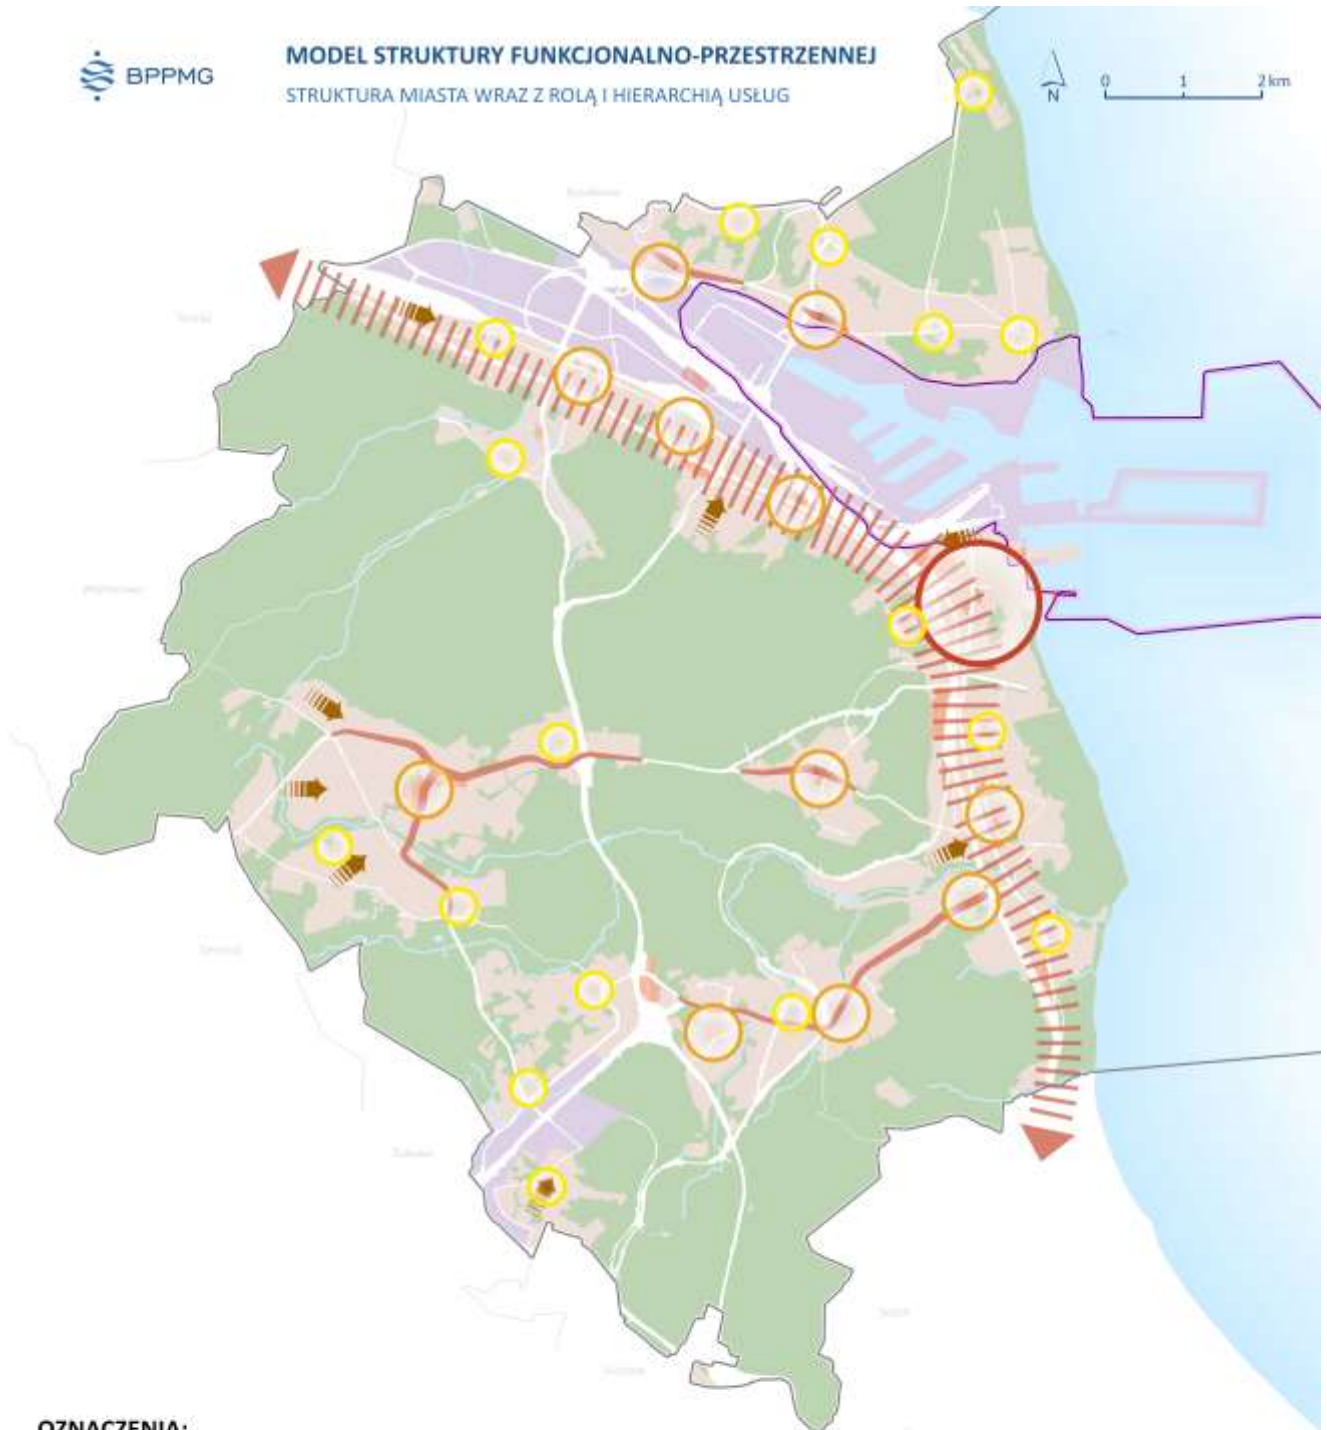 BPPMG
MODEL STRUKTURY FUNKCJONALNO-PRZESTRZENNEJ
STRUKTURA MIASTA WRAZ Z ROLĄ I HIERARCHIĄ USŁUG
N
0 1 2 km
OZNACZENIA: